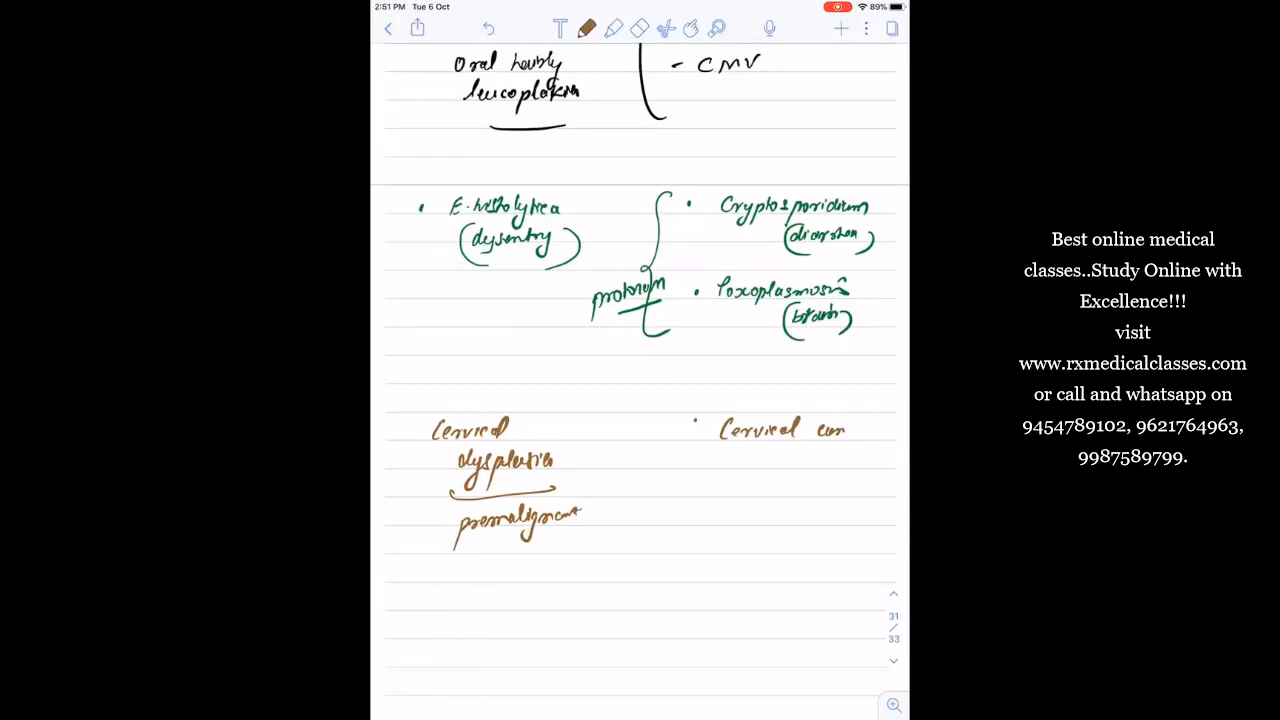 2:51 PM Tue 6 Oct
89%
Oral hairly
leucoplakia
- CMV
• E. histolytica
(dysentry)
• Cryptosporidium
(diarrhea)
protozoa
• Toxoplasmosis
(brain)
Cervical
dysplasia
premalignant
• Cervical can
31
/
33
Best online medical
classes..Study Online with
Excellence!!!
visit
www.rxmedicalclasses.com
or call and whatsapp on
9454789102, 9621764963,
9987589799.